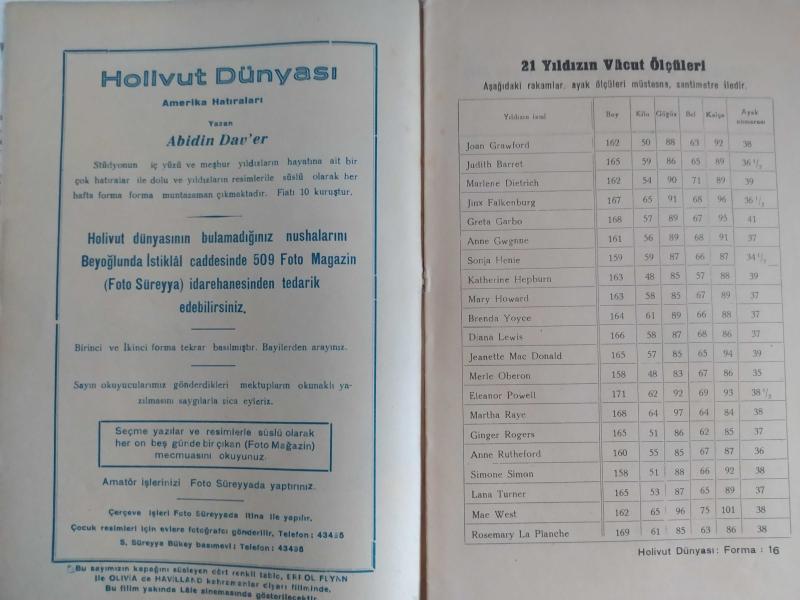 Holivut Dünyası
Amerika Hatıraları
Yazan
Abidin Dav'er
Stüdyonun iç yüzü ve meşhur yıldızların hayatına ait bir
çok hatıralar ile dolu ve yıldızların resimlerile süslü olarak her
hafta forma forma muntazaman çıkmaktadır. Fiatı 10 kuruştur.
Holivut dünyasının bulamadığınız nushalarını
Beyoğlunda İstiklâl caddesinde 509 Foto Magazin
(Foto Süreyya) idarehanesinden tedarik
edebilirsiniz.
Birinci ve İkinci forma tekrar basılmıştır. Bayilerden arayınız.
Sayın okuyucularımız gönderdikleri mektupların okunaklı ya-
zılmasını saygılarla rica eyleriz.
Seçme yazılar ve resimlerle süslü olarak
her on beş günde bir çıkan (Foto Mağazin)
mecmuasını okuyunuz.
Amatör işlerinizi Foto Süreyyada yaptırınız.
Çerçeve işleri Foto Süreyyada itina ile yapılır.
Çocuk resimleri için evlere fotoğrafcı gönderilir. Telefon:
S. Süreyya Bükey basımevi: Telefon:
Bu sayımızın kapağını süsleyen dört renkli tablo, ERROL FLYAN
ile OLIVIA de HAVILLAND kahramanlar diyarı filminde.
Bu filim yakında Lâle sinemasında gösterilecektir.
21 Yıldızın Vücut Ölçüleri
Aşağıdaki rakamlar, ayak ölçüleri müstesna, santimetre iledir.
Yıldızın ismi Boy Kilo Göğüs Bel Kalça Ayak numarası
Joan Grawford 162 50 88 63 92 38
Judith Barret 165 59 86 65 89 36 1/2
Marlene Dietrich 162 54 90 71 89 39
Jinx Falkenburg 167 65 91 68 96 36 1/2
Greta Garbo 168 57 89 67 95 41
Anne Gwgnne 161 56 89 68 91 37
Sonja Henie 159 59 87 66 87 34 1/2
Katherine Hepburn 163 48 85 57 88 39
Mary Howard 163 58 85 67 89 37
Brenda Yoyce 164 61 89 66 88 37
Diana Lewis 166 58 87 68 86 37
Jeanette Mac Donald 165 57 85 65 94 39
Merle Oberon 158 48 83 67 86 35
Eleanor Powell 171 62 92 69 93 38 1/2
Martha Raye 168 64 97 64 84 38
Ginger Rogers 165 51 86 62 85 37
Anne Rutheford 160 55 85 67 87 36
Simone Simon 158 51 88 66 92 38
Lana Turner 165 53 87 65 89 37
Mae West 162 65 96 75 101 38
Rosemary La Planche 169 61 85 63 86 38
Holivut Dünyası: Forma : 16